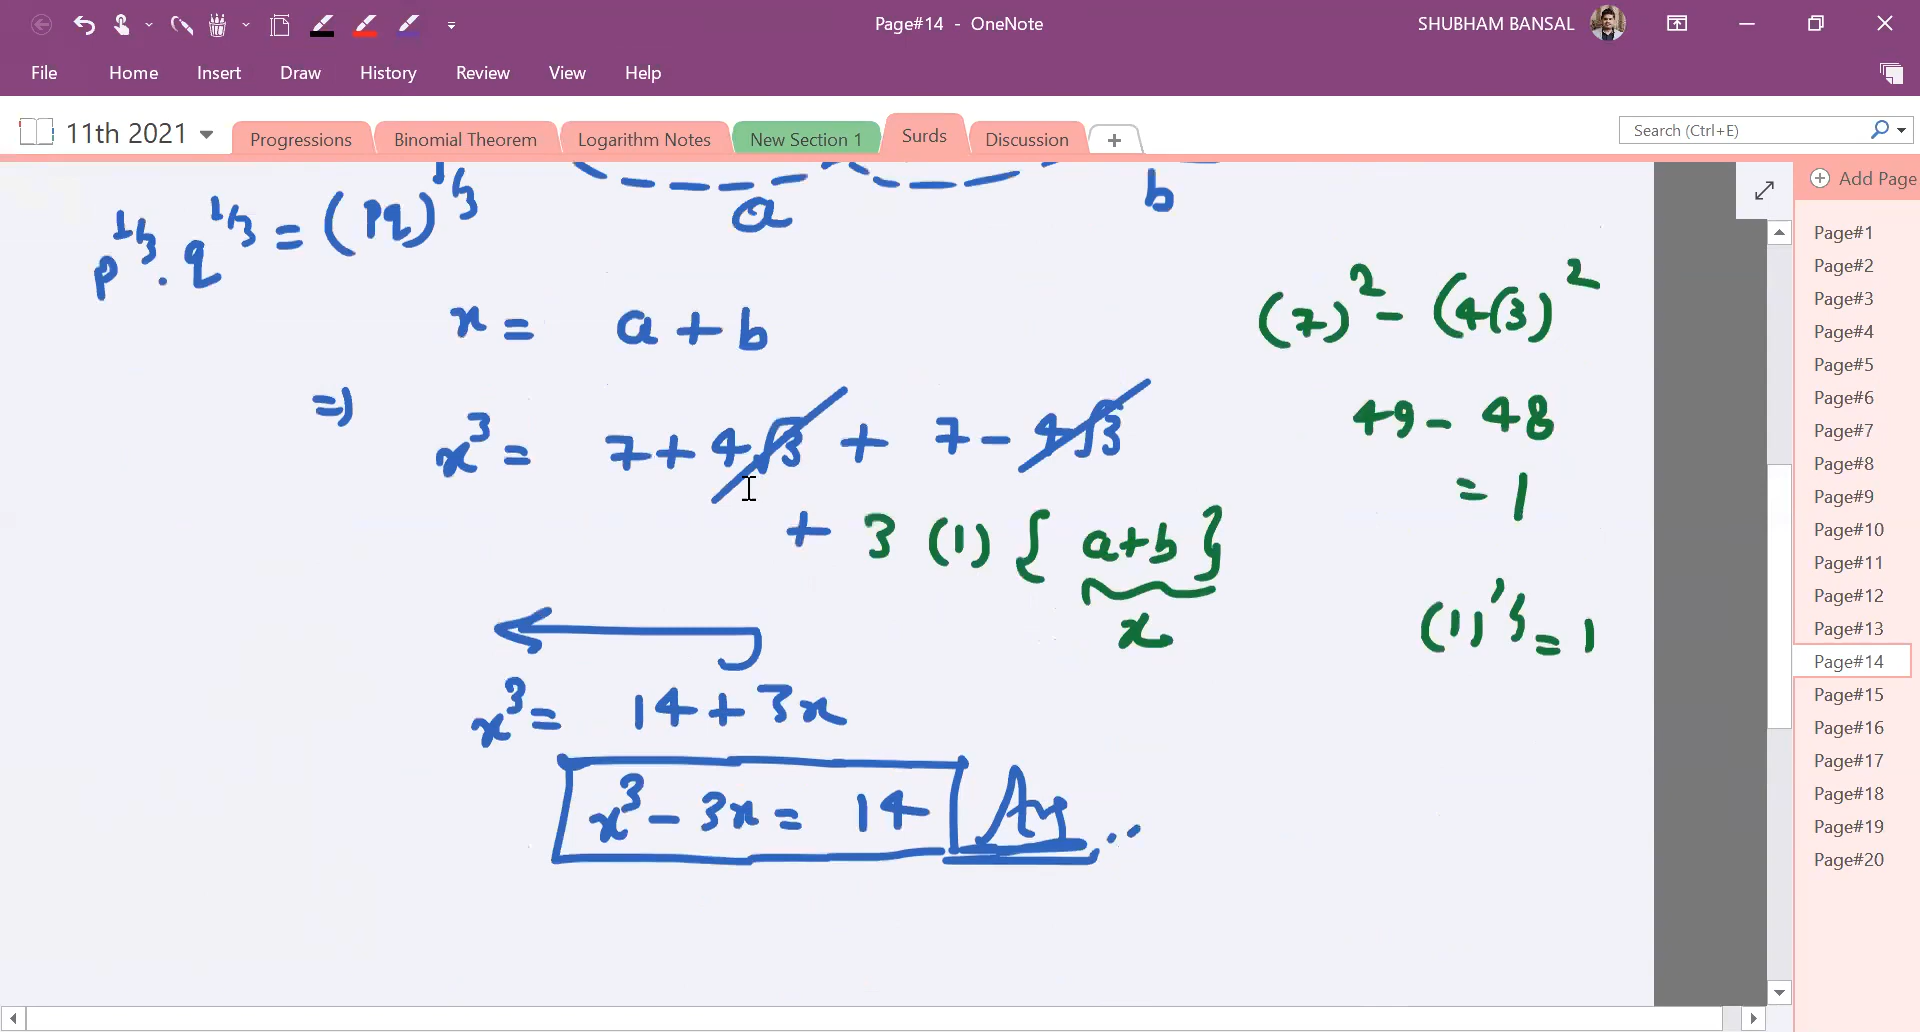 Page#14 - OneNote
SHUBHAM BANSAL
File Home Insert Draw History Review View Help
11th 2021
Progressions Binomial Theorem Logarithm Notes New Section 1 Surds Discussion +
Search (Ctrl+E)
Add Page
a
b
p^1/3 . q^1/3 = (pq)^1/3
x = a + b
(7)^2 - (4√3)^2
=>
x^3 = 7 + 4√3 + 7 - 4√3
49 - 48
= 1
+ 3 (1) { a+b }
x
(1)^1/3 = 1
x^3 = 14 + 3x
x^3 - 3x = 14 Ans
Page#1
Page#2
Page#3
Page#4
Page#5
Page#6
Page#7
Page#8
Page#9
Page#10
Page#11
Page#12
Page#13
Page#14
Page#15
Page#16
Page#17
Page#18
Page#19
Page#20